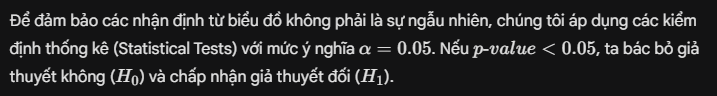 Để đảm bảo các nhận định từ biểu đồ không phải là sự ngẫu nhiên, chúng tôi áp dụng các kiểm
định thống kê (Statistical Tests) với mức ý nghĩa α = 0.05. Nếu p-value < 0.05, ta bác bỏ giả
thuyết không (H₀) và chấp nhận giả thuyết đối (H₁).